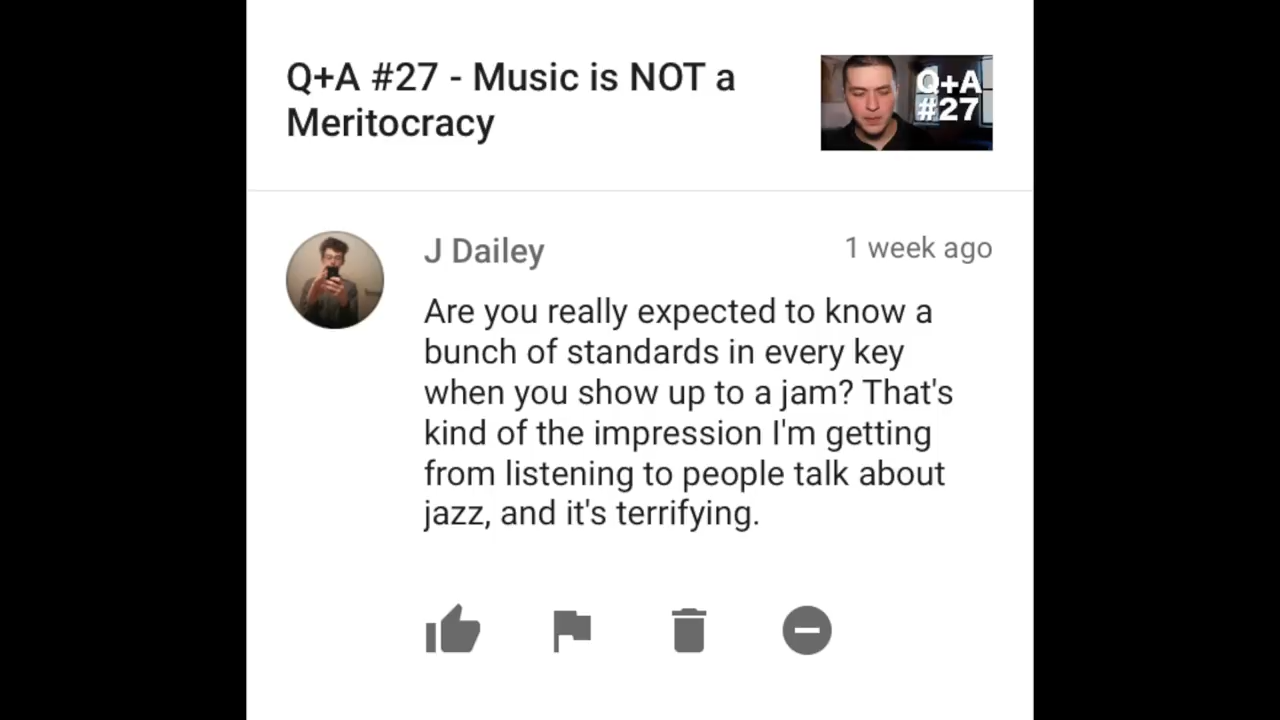 Q+A #27 - Music is NOT a
Meritocracy
Q+A
#27
J Dailey
1 week ago
Are you really expected to know a
bunch of standards in every key
when you show up to a jam? That's
kind of the impression I'm getting
from listening to people talk about
jazz, and it's terrifying.